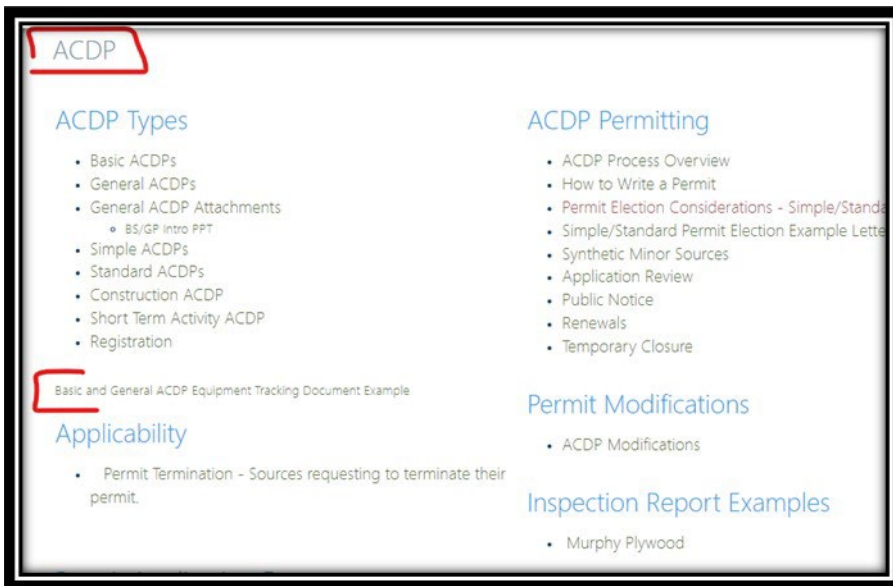 ACDP
ACDP Types
• Basic ACDPs
• General ACDPs
• General ACDP Attachments
◦ BS/GP Intro PPT
• Simple ACDPs
• Standard ACDPs
• Construction ACDP
• Short Term Activity ACDP
• Registration
Basic and General ACDP Equipment Tracking Document Example
Applicability
• Permit Termination - Sources requesting to terminate their
permit.
ACDP Permitting
• ACDP Process Overview
• How to Write a Permit
• Permit Election Considerations - Simple/Standa
• Simple/Standard Permit Election Example Lette
• Synthetic Minor Sources
• Application Review
• Public Notice
• Renewals
• Temporary Closure
Permit Modifications
• ACDP Modifications
Inspection Report Examples
• Murphy Plywood